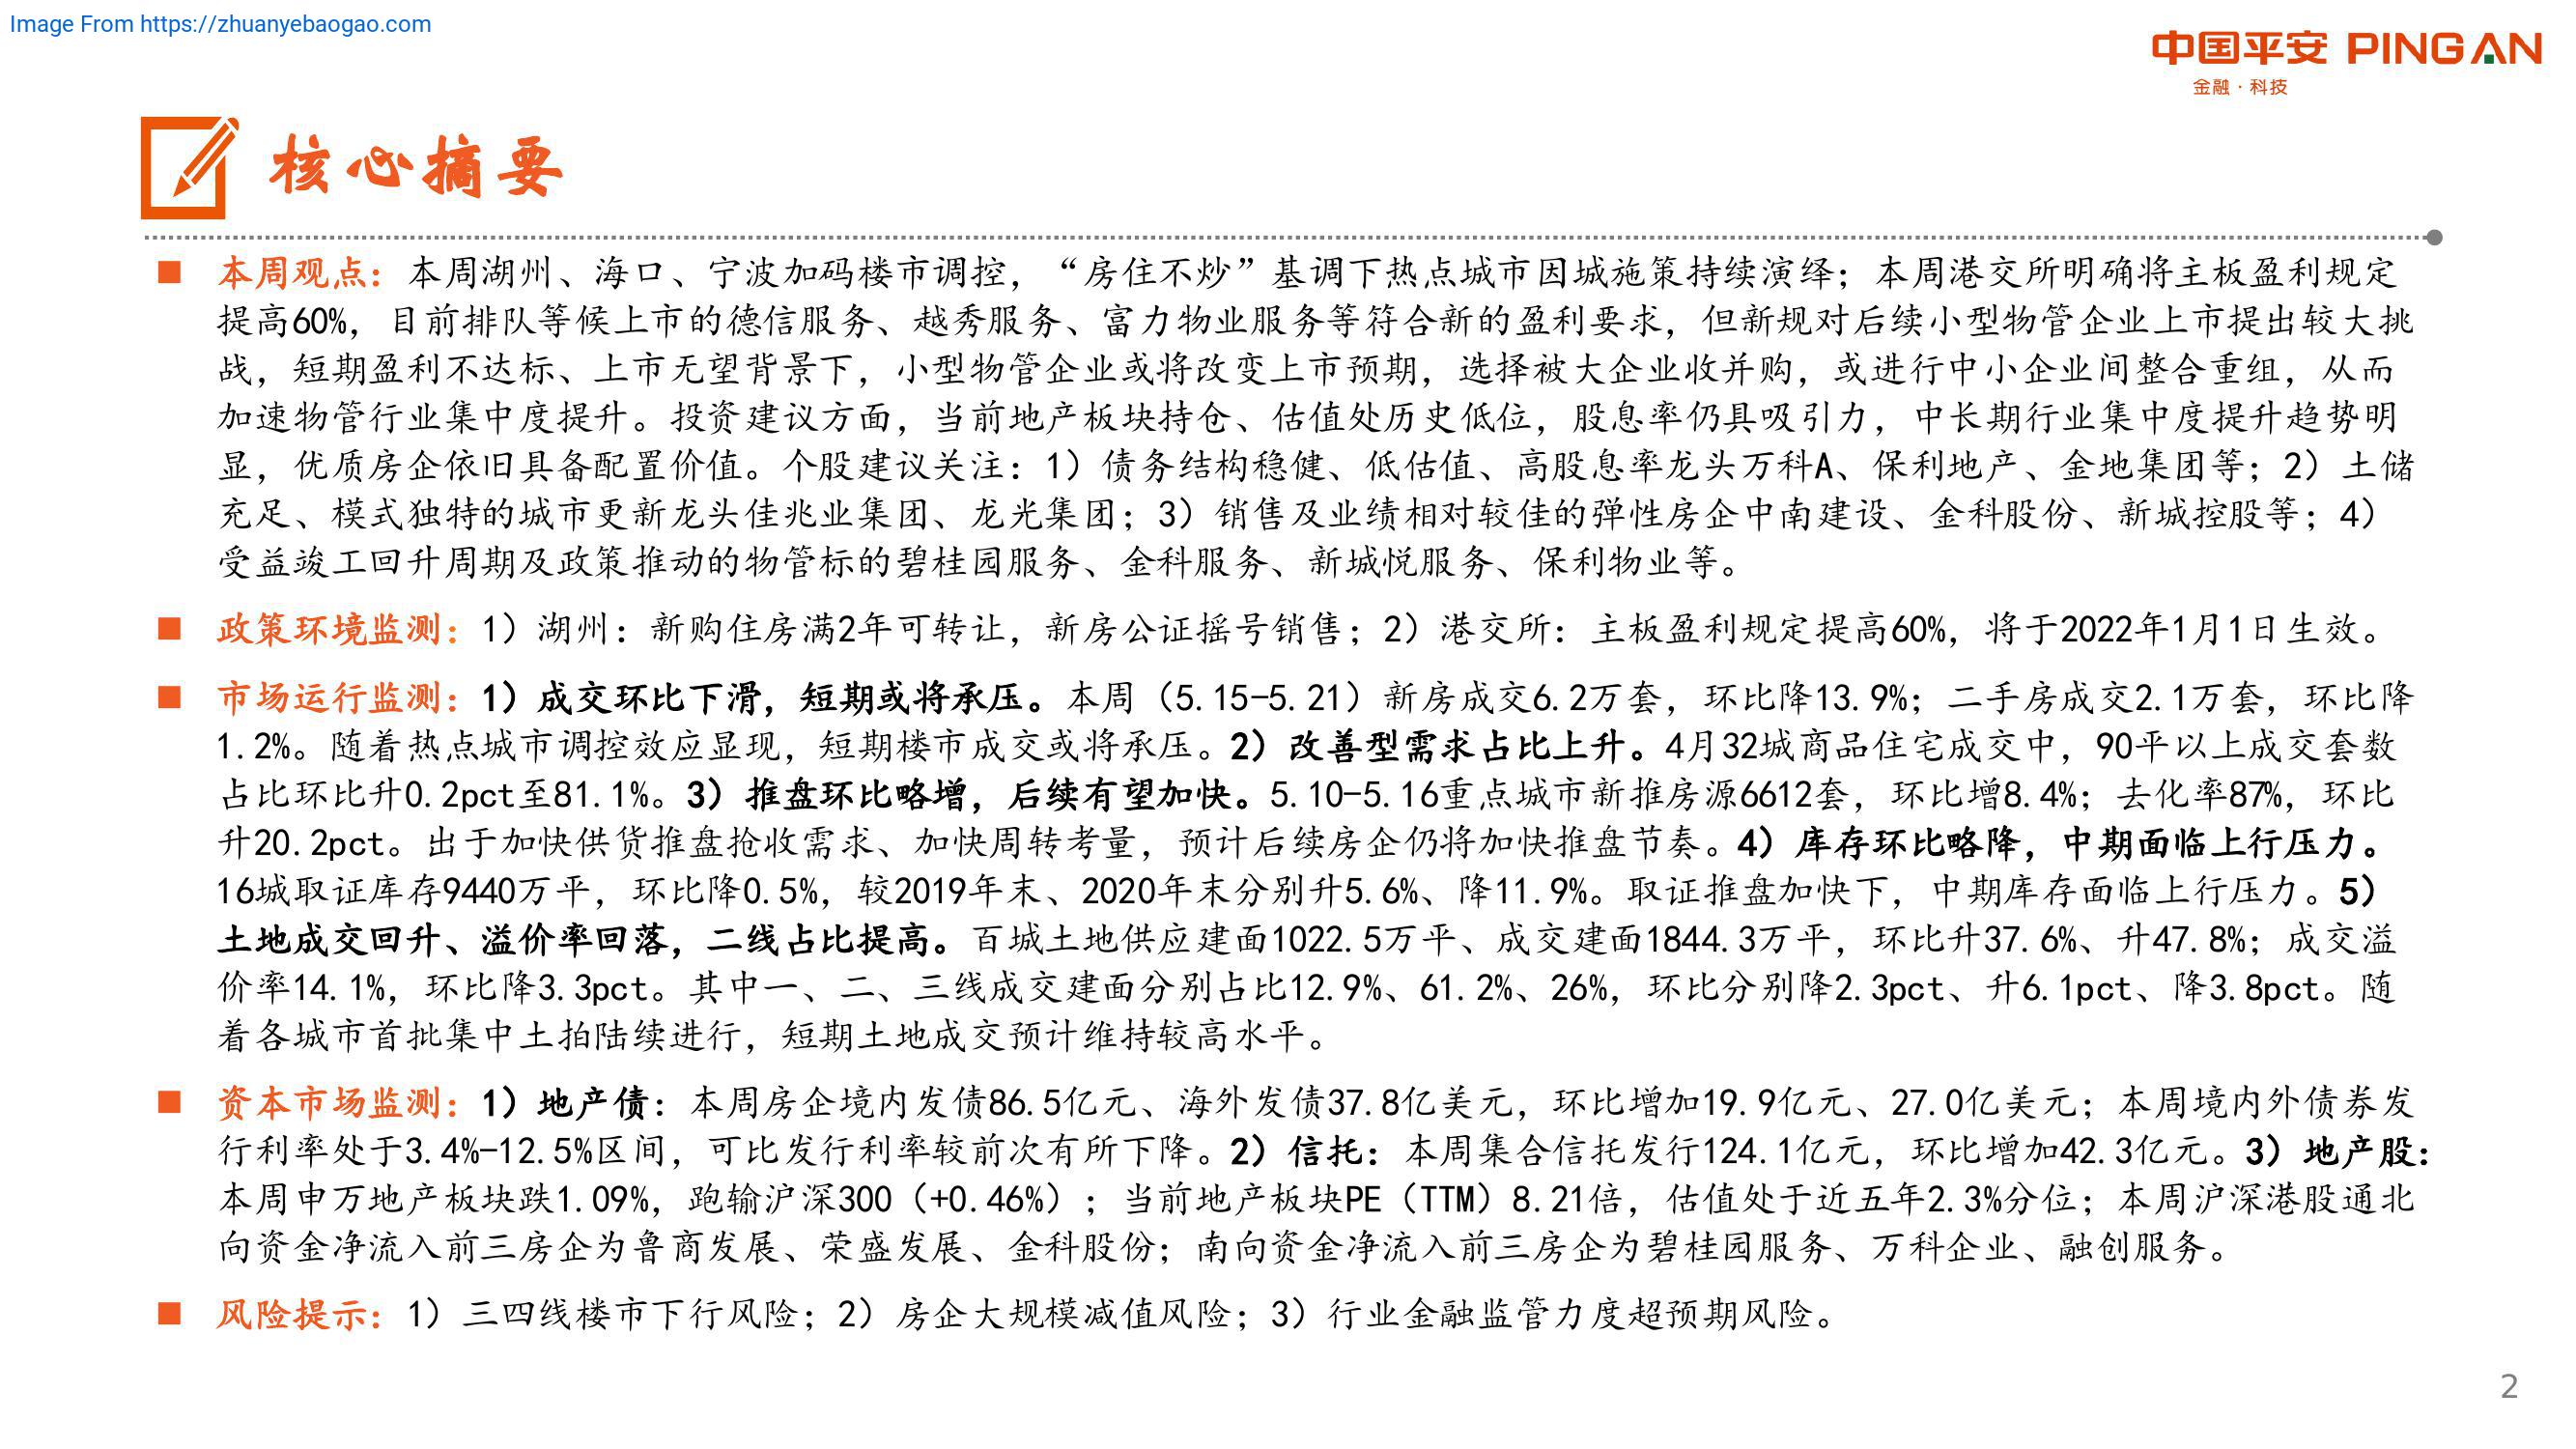 Image From https://zhuanyebaogao.com
中国平安 PINGAN
金融·科技
核心摘要
■ 本周观点：本周湖州、海口、宁波加码楼市调控，“房住不炒”基调下热点城市因城施策持续演绎；本周港交所明确将主板盈利规定
提高60%，目前排队等候上市的德信服务、越秀服务、富力物业服务等符合新的盈利要求，但新规对后续小型物管企业上市提出较大挑
战，短期盈利不达标、上市无望背景下，小型物管企业或将改变上市预期，选择被大企业收并购，或进行中小企业间整合重组，从而
加速物管行业集中度提升。投资建议方面，当前地产板块持仓、估值处历史低位，股息率仍具吸引力，中长期行业集中度提升趋势明
显，优质房企依旧具备配置价值。个股建议关注：1）债务结构稳健、低估值、高股息率龙头万科A、保利地产、金地集团等；2）土储
充足、模式独特的城市更新龙头佳兆业集团、龙光集团；3）销售及业绩相对较佳的弹性房企中南建设、金科股份、新城控股等；4）
受益竣工回升周期及政策推动的物管标的碧桂园服务、金科服务、新城悦服务、保利物业等。
■ 政策环境监测：1）湖州：新购住房满2年可转让，新房公证摇号销售；2）港交所：主板盈利规定提高60%，将于2022年1月1日生效。
■ 市场运行监测：1）成交环比下滑，短期或将承压。本周（5.15-5.21）新房成交6.2万套，环比降13.9%；二手房成交2.1万套，环比降
1.2%。随着热点城市调控效应显现，短期楼市成交或将承压。2）改善型需求占比上升。4月32城商品住宅成交中，90平以上成交套数
占比环比升0.2pct至81.1%。3）推盘环比略增，后续有望加快。5.10-5.16重点城市新推房源6612套，环比增8.4%；去化率87%，环比
升20.2pct。出于加快供货推盘抢收需求、加快周转考量，预计后续房企仍将加快推盘节奏。4）库存环比略降，中期面临上行压力。
16城取证库存9440万平，环比降0.5%，较2019年末、2020年末分别升5.6%、降11.9%。取证推盘加快下，中期库存面临上行压力。5）
土地成交回升、溢价率回落，二线占比提高。百城土地供应建面1022.5万平、成交建面1844.3万平，环比升37.6%、升47.8%；成交溢
价率14.1%，环比降3.3pct。其中一、二、三线成交建面分别占比12.9%、61.2%、26%，环比分别降2.3pct、升6.1pct、降3.8pct。随
着各城市首批集中土拍陆续进行，短期土地成交预计维持较高水平。
■ 资本市场监测：1）地产债：本周房企境内发债86.5亿元、海外发债37.8亿美元，环比增加19.9亿元、27.0亿美元；本周境内外债券发
行利率处于3.4%-12.5%区间，可比发行利率较前次有所下降。2）信托：本周集合信托发行124.1亿元，环比增加42.3亿元。3）地产股：
本周申万地产板块跌1.09%，跑输沪深300（+0.46%）；当前地产板块PE（TTM）8.21倍，估值处于近五年2.3%分位；本周沪深港股通北
向资金净流入前三房企为鲁商发展、荣盛发展、金科股份；南向资金净流入前三房企为碧桂园服务、万科企业、融创服务。
■ 风险提示：1）三四线楼市下行风险；2）房企大规模减值风险；3）行业金融监管力度超预期风险。
2